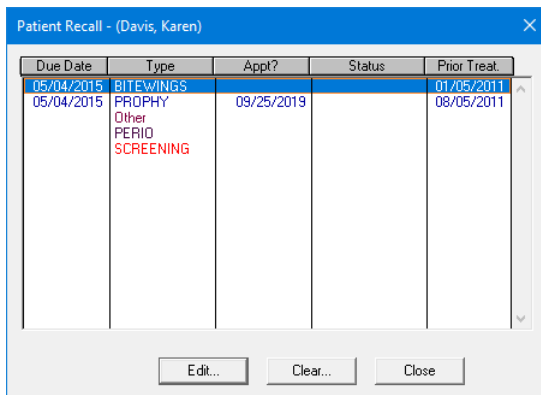 Patient Recall - (Davis, Karen)
Due Date Type Appt? Status Prior Treat.
05/04/2015 BITEWINGS 01/05/2011
05/04/2015 PROPHY 09/25/2019 08/05/2011
Other
PERIO
SCREENING
Edit... Clear... Close